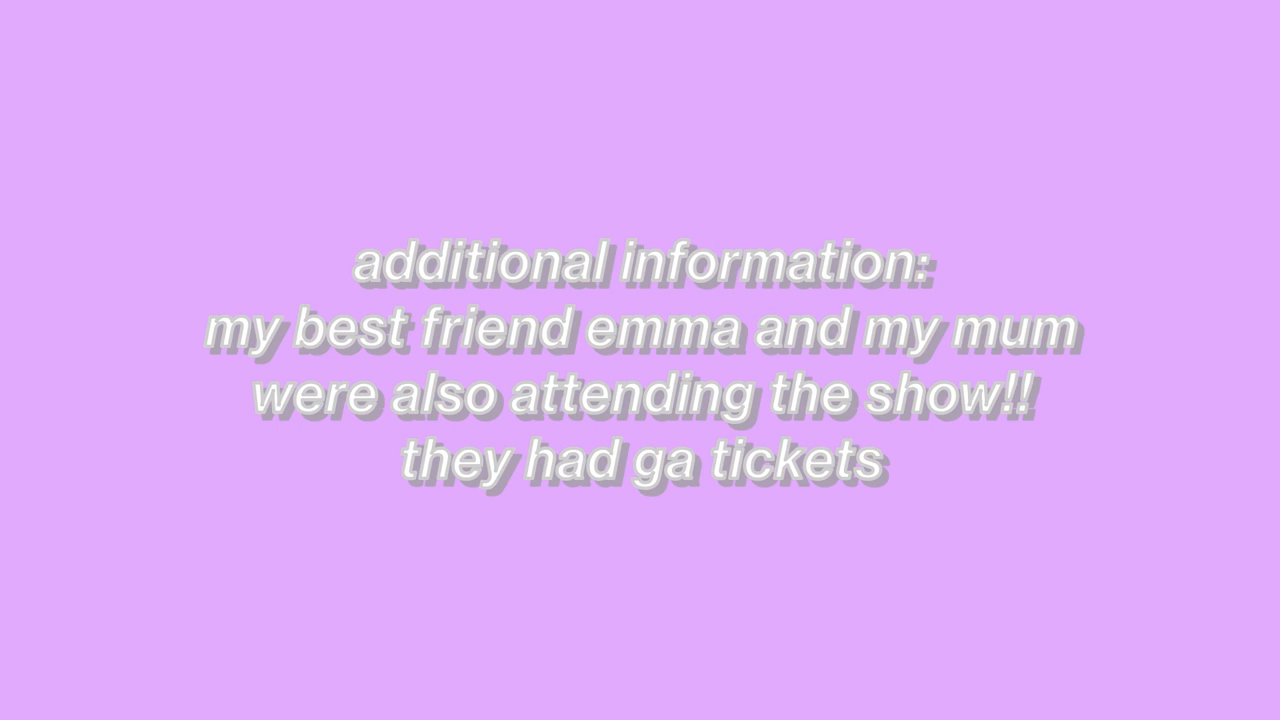 additional information:
my best friend emma and my mum
were also attending the show!!
they had ga tickets